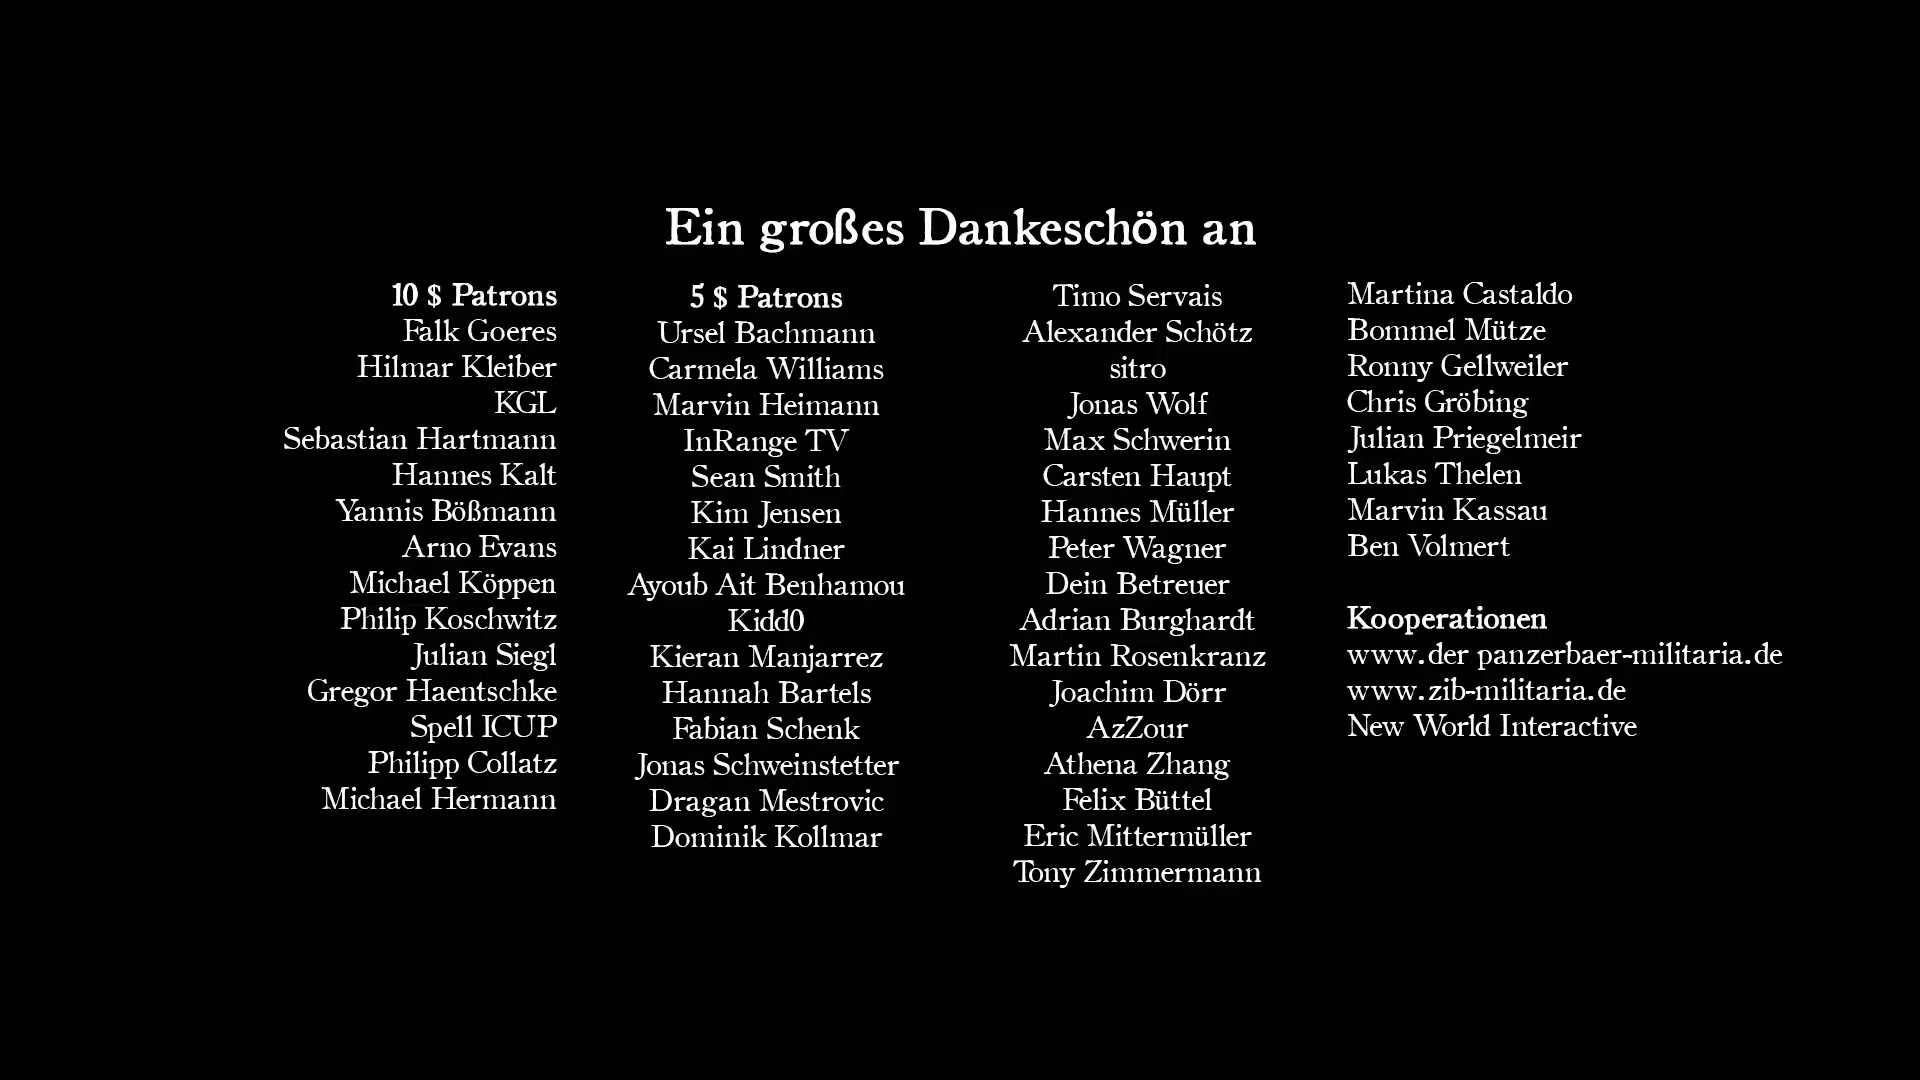 Ein großes Dankeschön an
10 $ Patrons
Falk Goeres
Hilmar Kleiber
KGL
Sebastian Hartmann
Hannes Kalt
Yannis Bößmann
Arno Evans
Michael Köppen
Philip Koschwitz
Julian Siegl
Gregor Haentschke
Spell ICUP
Philipp Collatz
Michael Hermann
5 $ Patrons
Ursel Bachmann
Carmela Williams
Marvin Heimann
InRange TV
Sean Smith
Kim Jensen
Kai Lindner
Ayoub Ait Benhamou
Kidd0
Kieran Manjarrez
Hannah Bartels
Fabian Schenk
Jonas Schweinstetter
Dragan Mestrovic
Dominik Kollmar
Timo Servais
Alexander Schötz
sitro
Jonas Wolf
Max Schwerin
Carsten Haupt
Hannes Müller
Peter Wagner
Dein Betreuer
Adrian Burghardt
Martin Rosenkranz
Joachim Dörr
AzZour
Athena Zhang
Felix Büttel
Eric Mittermüller
Tony Zimmermann
Martina Castaldo
Bommel Mütze
Ronny Gellweiler
Chris Gröbing
Julian Priegelmeir
Lukas Thelen
Marvin Kassau
Ben Volmert
Kooperationen
www.der panzerbaer-militaria.de
www.zib-militaria.de
New World Interactive